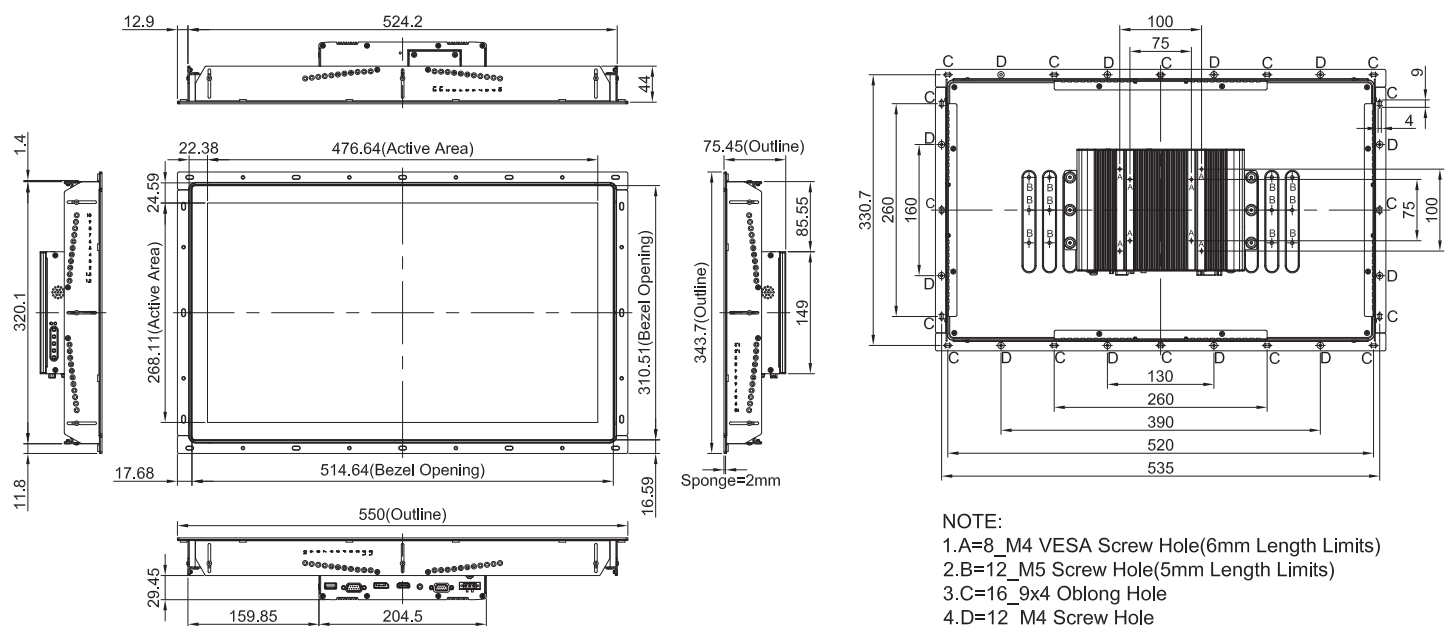 12.9
524.2
44
22.38
476.64(Active Area)
24.59
268.11(Active Area)
310.51(Bezel Opening)
17.68
514.64(Bezel Opening)
16.59
1.4
320.1
11.8
75.45(Outline)
85.55
149
343.7(Outline)
Sponge=2mm
550(Outline)
29.45
159.85
204.5
100
75
C D C D C D C D C
9
4
C C
D D
C C
D D
C C
A A
A A
A A
A A
B B B B
B B B B
B B B B
330.7
260
160
75
100
C D C D C D C D C
130
260
390
520
535
NOTE:
1.A=8_M4 VESA Screw Hole(6mm Length Limits)
2.B=12_M5 Screw Hole(5mm Length Limits)
3.C=16_9x4 Oblong Hole
4.D=12_M4 Screw Hole